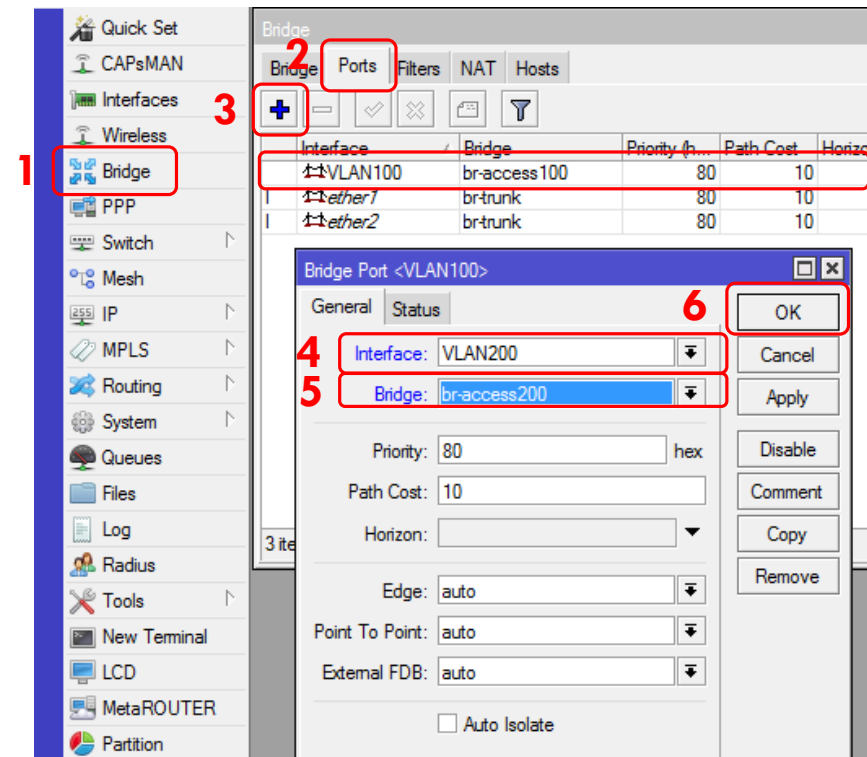 Quick Set
CAPsMAN
Interfaces
Wireless
1 Bridge
PPP
Switch
Mesh
255 IP
MPLS
Routing
System
Queues
Files
Log
Radius
Tools
New Terminal
LCD
MetaROUTER
Partition
Bridge
2
Bridge Ports Filters NAT Hosts
3
Interface Bridge Priority (h... Path Cost Horizo
VLAN100 br-access100 80 10
I ether1 br-trunk 80 10
I ether2 br-trunk 80 10
3 ite
Bridge Port <VLAN100>
General Status
4 Interface: VLAN200
5 Bridge: br-access200
Priority: 80 hex
Path Cost: 10
Horizon:
Edge: auto
Point To Point: auto
External FDB: auto
Auto Isolate
6 OK
Cancel
Apply
Disable
Comment
Copy
Remove